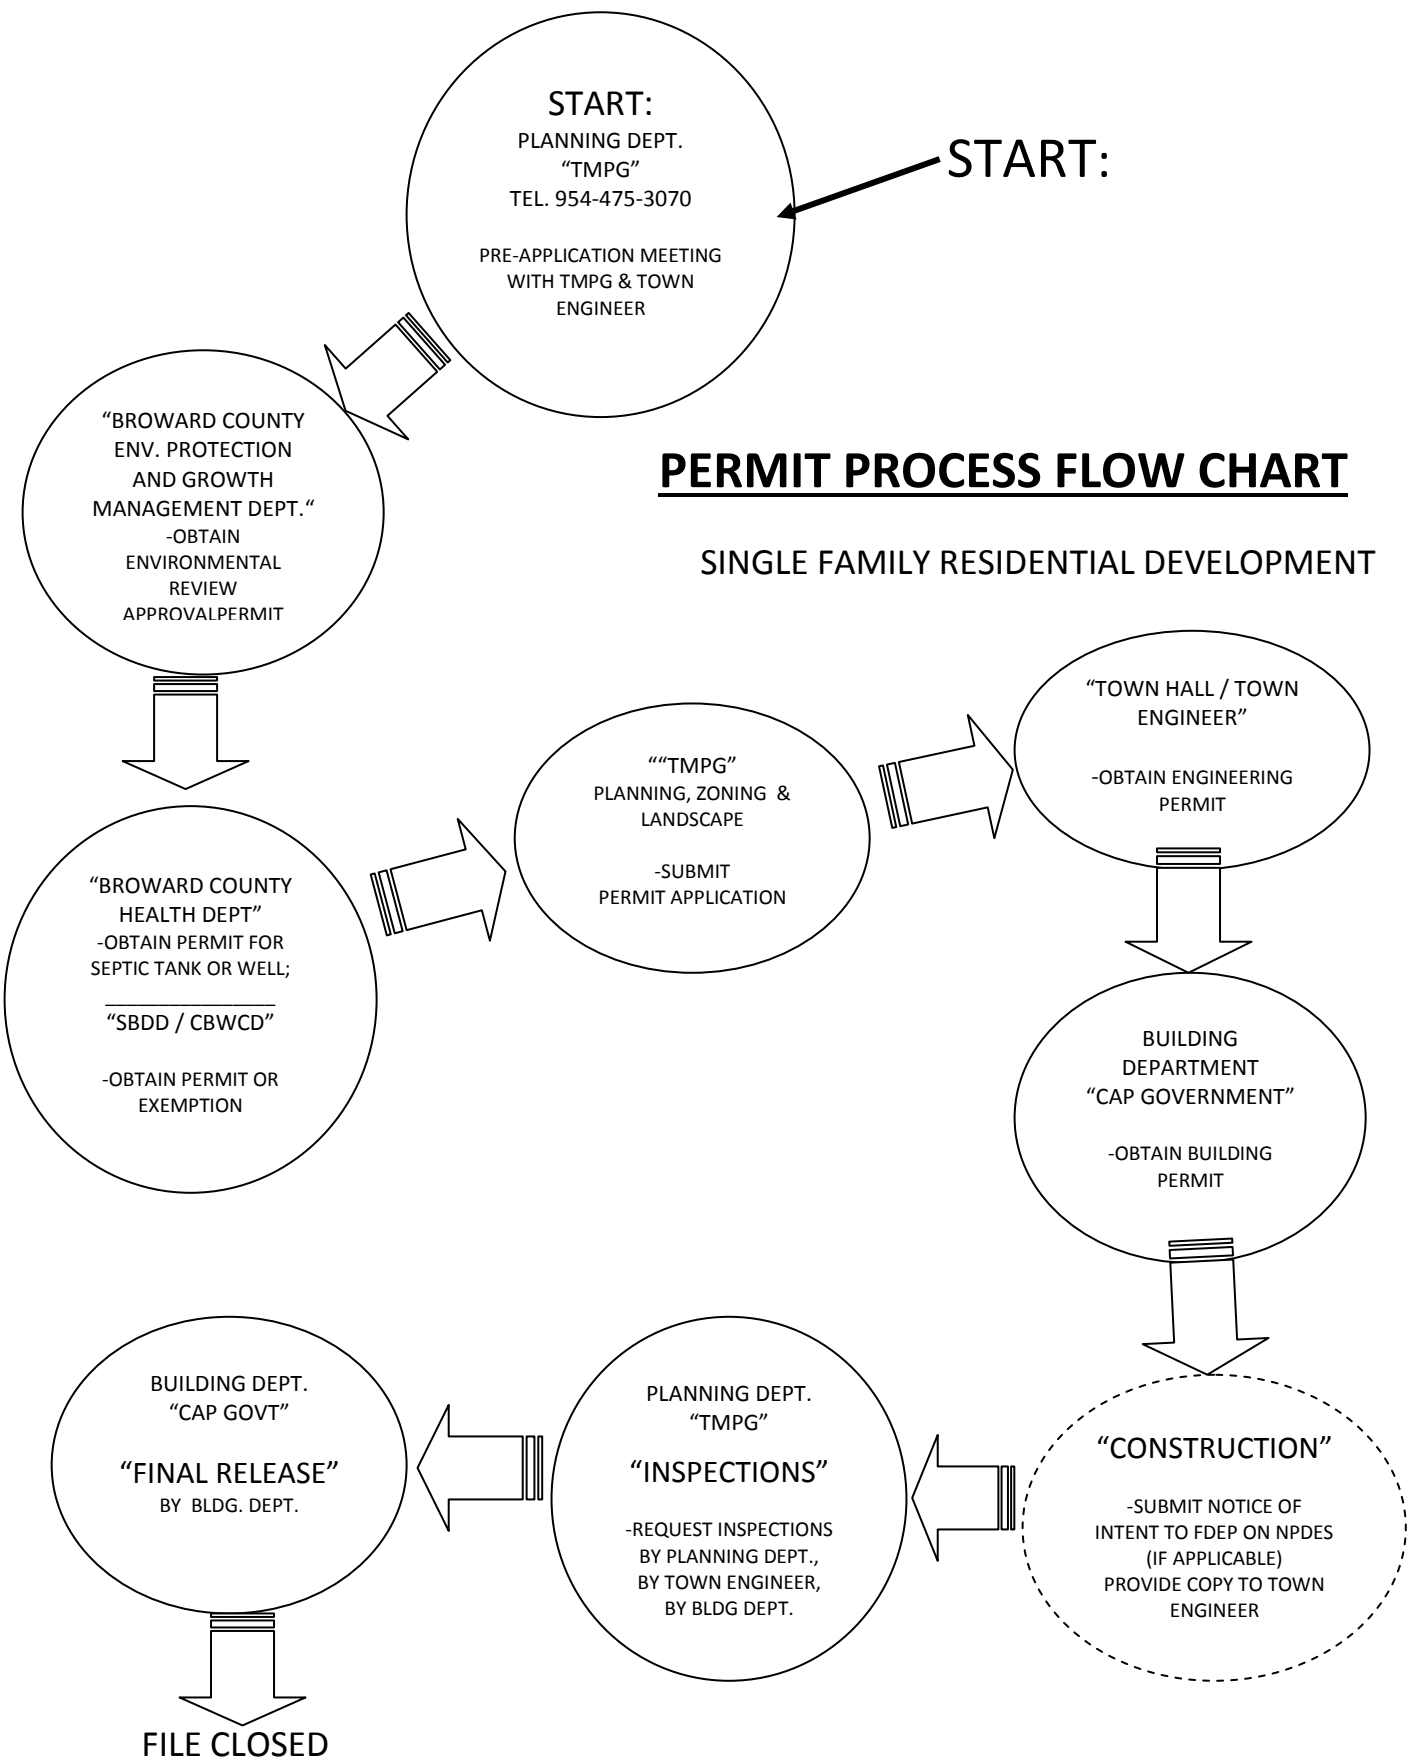 START:
PLANNING DEPT.
“TMPG”
TEL. 954-475-3070
PRE-APPLICATION MEETING
WITH TMPG & TOWN
ENGINEER
START:
“BROWARD COUNTY
ENV. PROTECTION
AND GROWTH
MANAGEMENT DEPT.“
-OBTAIN
ENVIRONMENTAL
REVIEW
APPROVALPERMIT
PERMIT PROCESS FLOW CHART
SINGLE FAMILY RESIDENTIAL DEVELOPMENT
“BROWARD COUNTY
HEALTH DEPT”
-OBTAIN PERMIT FOR
SEPTIC TANK OR WELL;
________________
“SBDD / CBWCD”
-OBTAIN PERMIT OR
EXEMPTION
““TMPG”
PLANNING, ZONING &
LANDSCAPE
-SUBMIT
PERMIT APPLICATION
“TOWN HALL / TOWN
ENGINEER”
-OBTAIN ENGINEERING
PERMIT
BUILDING
DEPARTMENT
“CAP GOVERNMENT”
-OBTAIN BUILDING
PERMIT
“CONSTRUCTION”
-SUBMIT NOTICE OF
INTENT TO FDEP ON NPDES
(IF APPLICABLE)
PROVIDE COPY TO TOWN
ENGINEER
PLANNING DEPT.
“TMPG”
“INSPECTIONS”
-REQUEST INSPECTIONS
BY PLANNING DEPT.,
BY TOWN ENGINEER,
BY BLDG DEPT.
BUILDING DEPT.
“CAP GOVT”
“FINAL RELEASE”
BY BLDG. DEPT.
FILE CLOSED